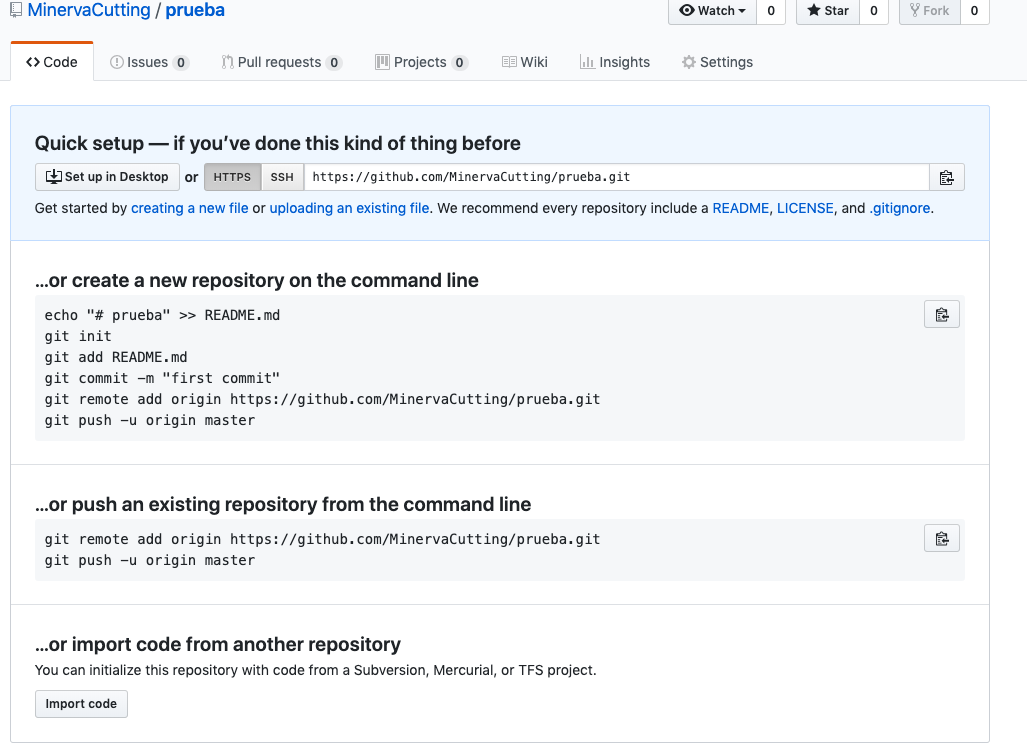 MinervaCutting / prueba
Watch 0 Star 0 Fork 0
Code Issues 0 Pull requests 0 Projects 0 Wiki Insights Settings
Quick setup — if you’ve done this kind of thing before
Set up in Desktop or HTTPS SSH https://github.com/MinervaCutting/prueba.git
Get started by creating a new file or uploading an existing file. We recommend every repository include a README, LICENSE, and .gitignore.
…or create a new repository on the command line
echo "# prueba" >> README.md
git init
git add README.md
git commit -m "first commit"
git remote add origin https://github.com/MinervaCutting/prueba.git
git push -u origin master
…or push an existing repository from the command line
git remote add origin https://github.com/MinervaCutting/prueba.git
git push -u origin master
…or import code from another repository
You can initialize this repository with code from a Subversion, Mercurial, or TFS project.
Import code